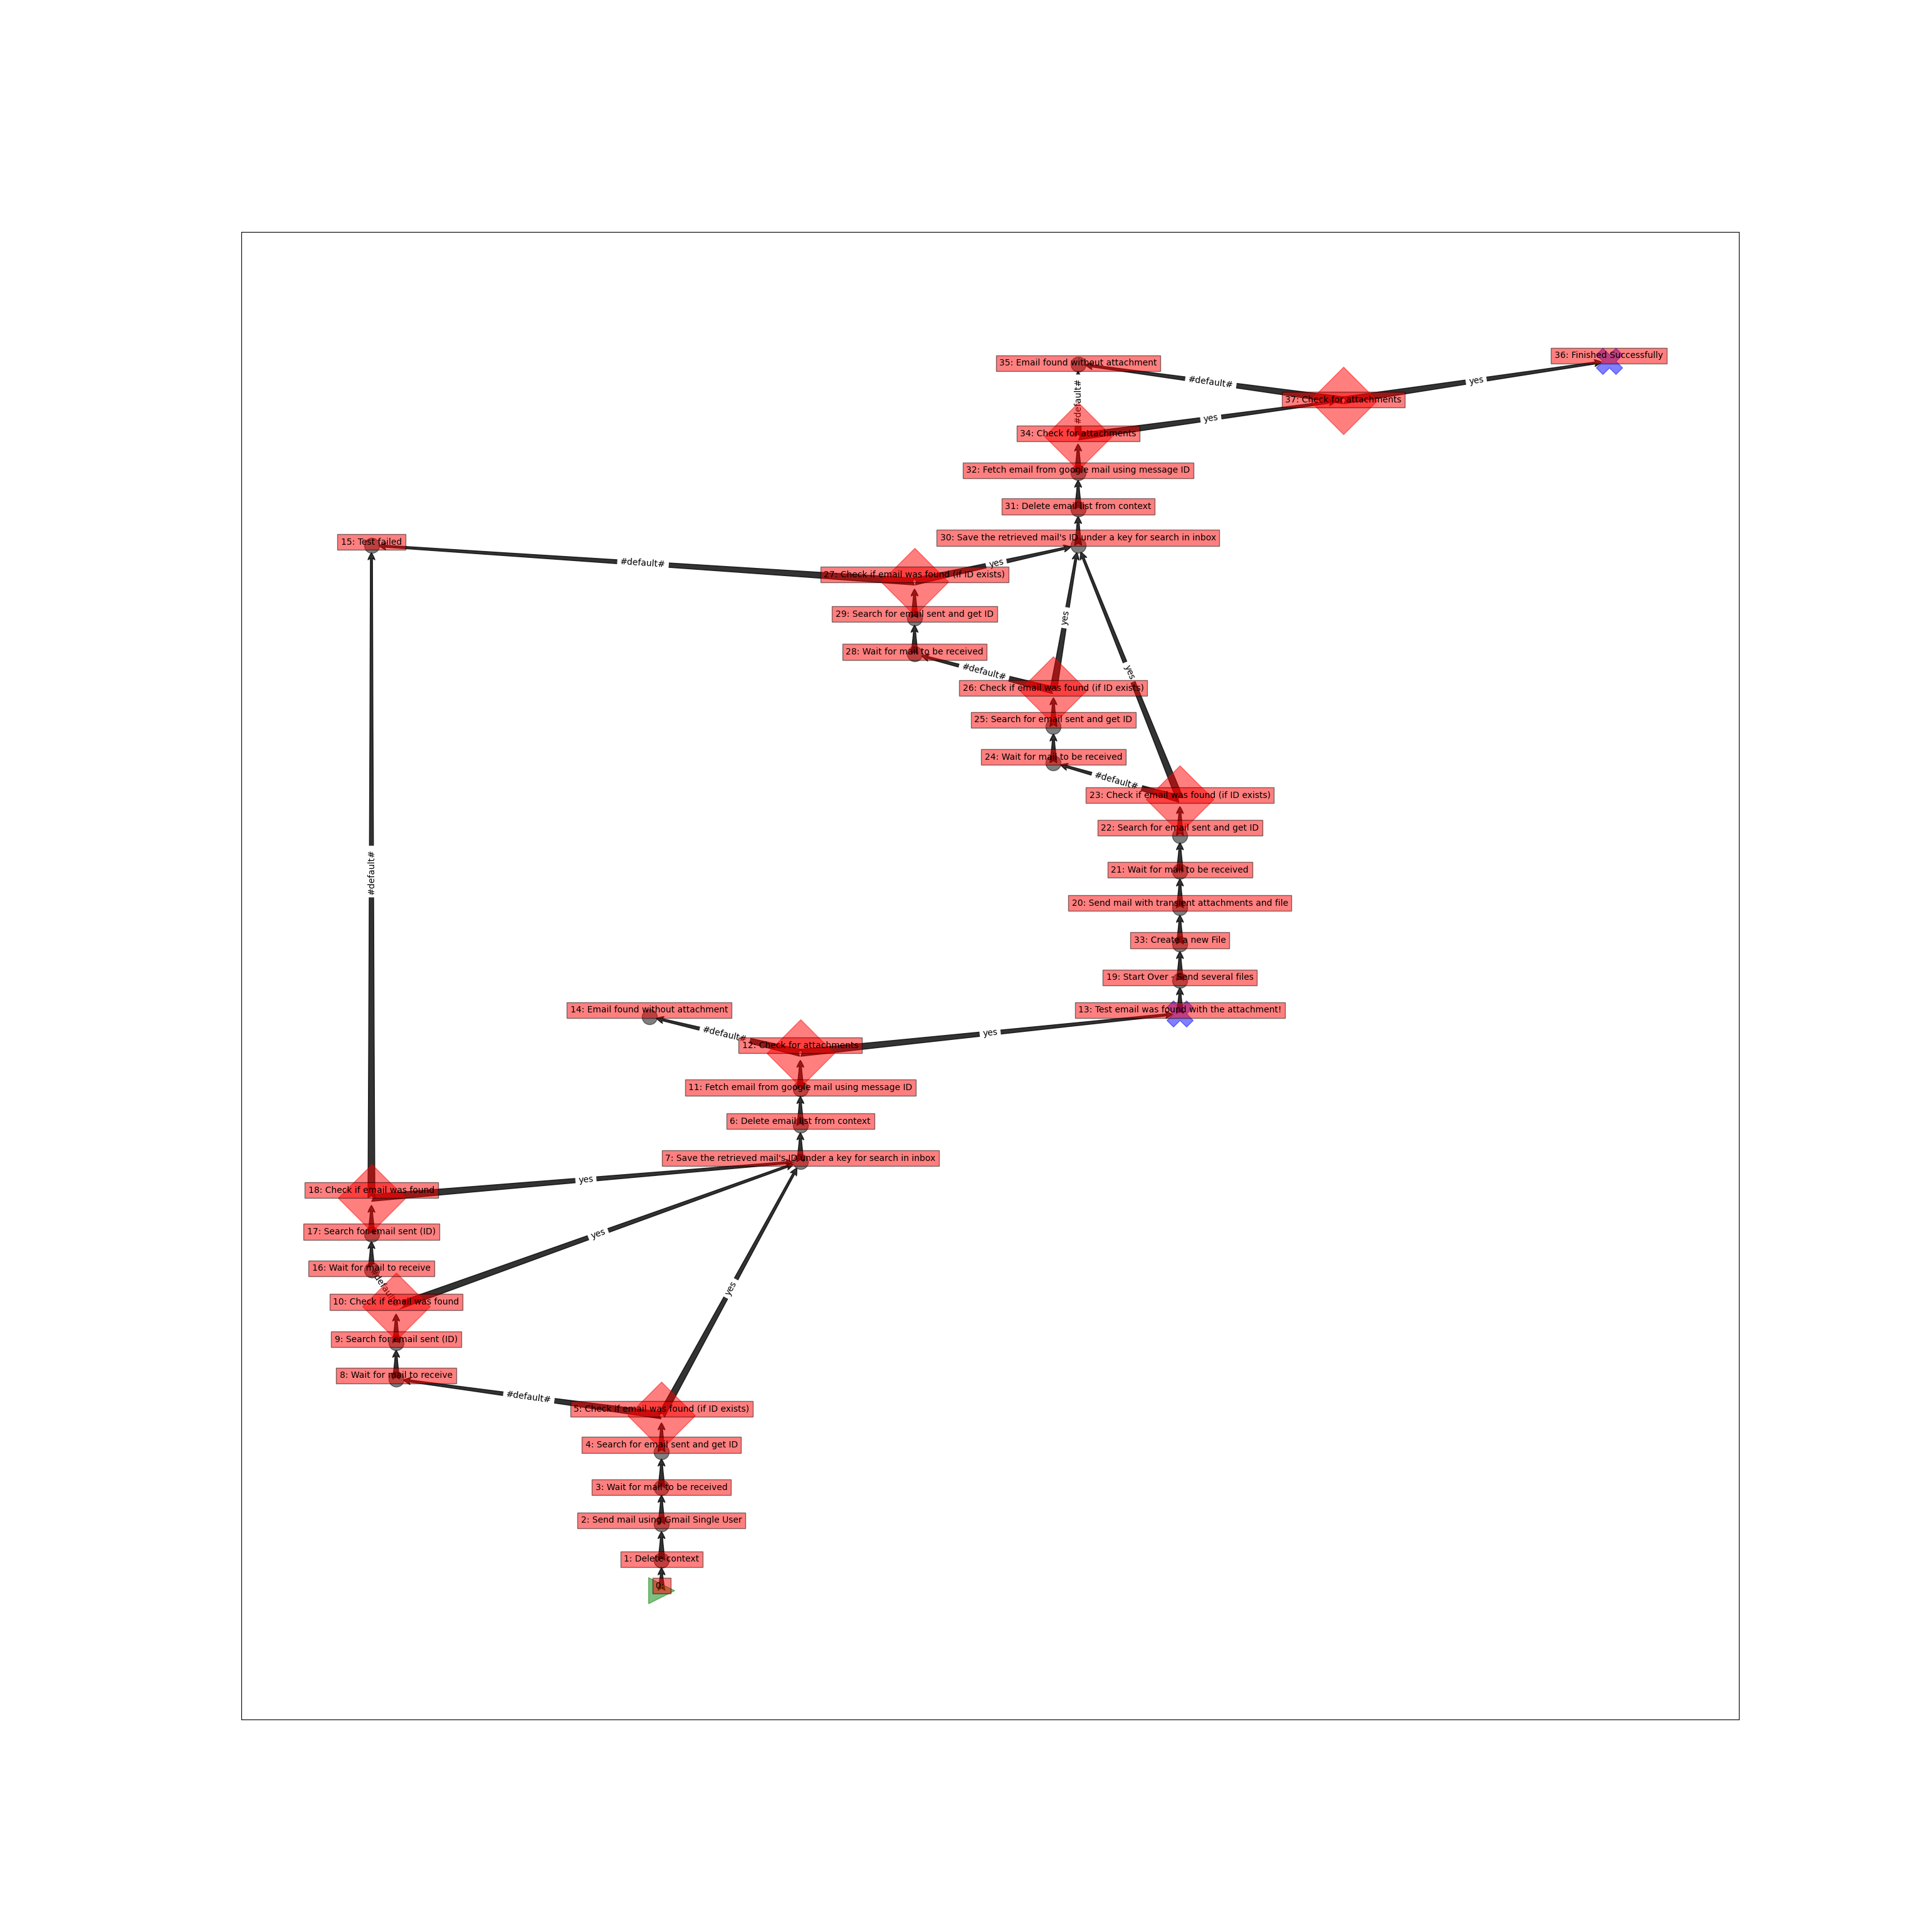 36: Finished Successfully
35: Email found without attachment
yes
#default#
37: Check for attachments
#default#
yes
34: Check for attachments
32: Fetch email from google mail using message ID
31: Delete email list from context
30: Save the retrieved mail's ID under a key for search in inbox
15: Test failed
#default#
yes
27: Check if email was found (if ID exists)
29: Search for email sent and get ID
yes
28: Wait for mail to be received
#default#
yes
26: Check if email was found (if ID exists)
25: Search for email sent and get ID
24: Wait for mail to be received
#default#
23: Check if email was found (if ID exists)
22: Search for email sent and get ID
21: Wait for mail to be received
#default#
20: Send mail with transient attachments and file
33: Create a new File
19: Start Over - Send several files
14: Email found without attachment
13: Test email was found with the attachment!
#default#
yes
12: Check for attachments
11: Fetch email from google mail using message ID
6: Delete email list from context
7: Save the retrieved mail's ID under a key for search in inbox
yes
18: Check if email was found
17: Search for email sent (ID)
yes
16: Wait for mail to receive
#default#
yes
10: Check if email was found
9: Search for email sent (ID)
8: Wait for mail to receive
#default#
5: Check if email was found (if ID exists)
4: Search for email sent and get ID
3: Wait for mail to be received
2: Send mail using Gmail Single User
1: Delete context